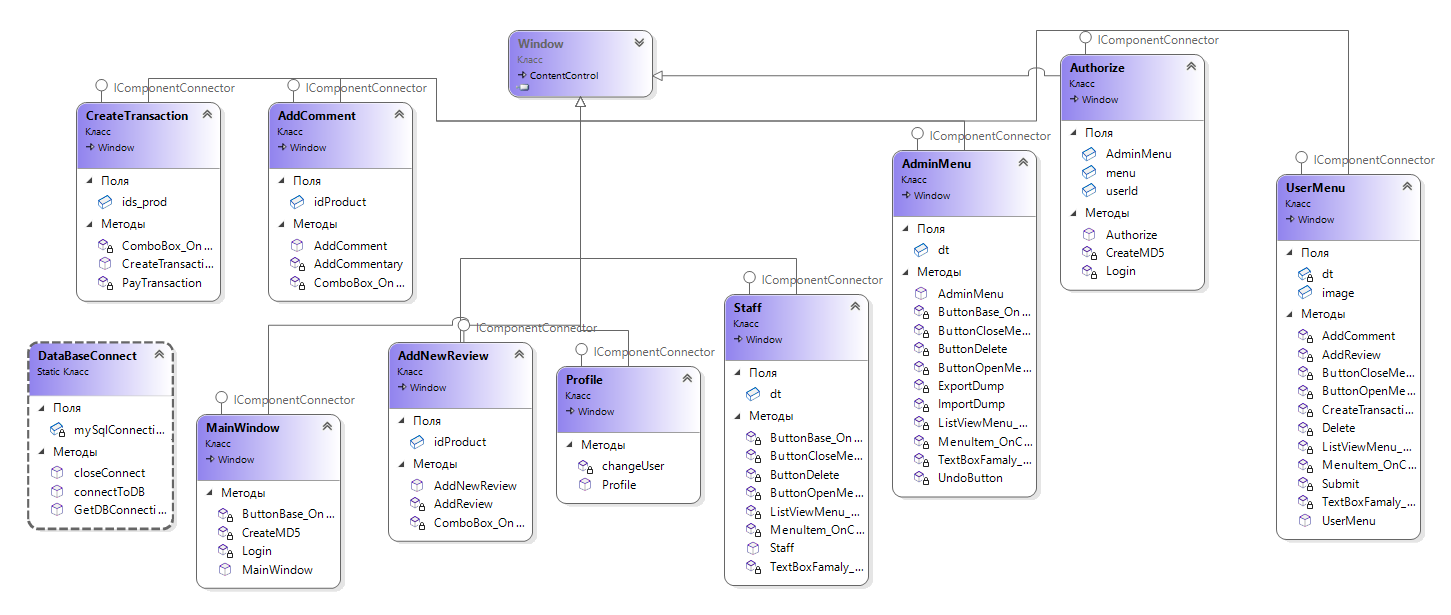 Window
Класс
ContentControl
IComponentConnector
CreateTransaction
Класс
Window
Поля
ids_prod
Методы
ComboBox_On ...
CreateTransacti...
PayTransaction
IComponentConnector
AddComment
Класс
Window
Поля
idProduct
Методы
AddComment
AddCommentary
ComboBox_On ...
IComponentConnector
Authorize
Класс
Window
Поля
AdminMenu
menu
userId
Методы
Authorize
CreateMD5
Login
IComponentConnector
AdminMenu
Класс
Window
Поля
dt
Методы
AdminMenu
ButtonBase_On ...
ButtonCloseMe...
ButtonDelete
ButtonOpenMe...
ExportDump
ImportDump
ListViewMenu_...
MenuItem_OnC...
TextBoxFamaly_...
UndoButton
IComponentConnector
UserMenu
Класс
Window
Поля
dt
image
Методы
AddComment
AddReview
ButtonCloseMe...
ButtonOpenMe...
CreateTransacti...
Delete
ListViewMenu_...
MenuItem_OnC...
Submit
TextBoxFamaly_...
UserMenu
DataBaseConnect
Static Класс
Поля
mySqlConnecti...
Методы
closeConnect
connectToDB
GetDBConnecti...
IComponentConnector
MainWindow
Класс
Window
Методы
ButtonBase_On ...
CreateMD5
Login
MainWindow
IComponentConnector
AddNewReview
Класс
Window
Поля
idProduct
Методы
AddNewReview
AddReview
ComboBox_On ...
IComponentConnector
Profile
Класс
Window
Методы
changeUser
Profile
IComponentConnector
Staff
Класс
Window
Поля
dt
Методы
ButtonBase_On ...
ButtonCloseMe...
ButtonDelete
ButtonOpenMe...
ListViewMenu_...
MenuItem_OnC...
Staff
TextBoxFamaly_...